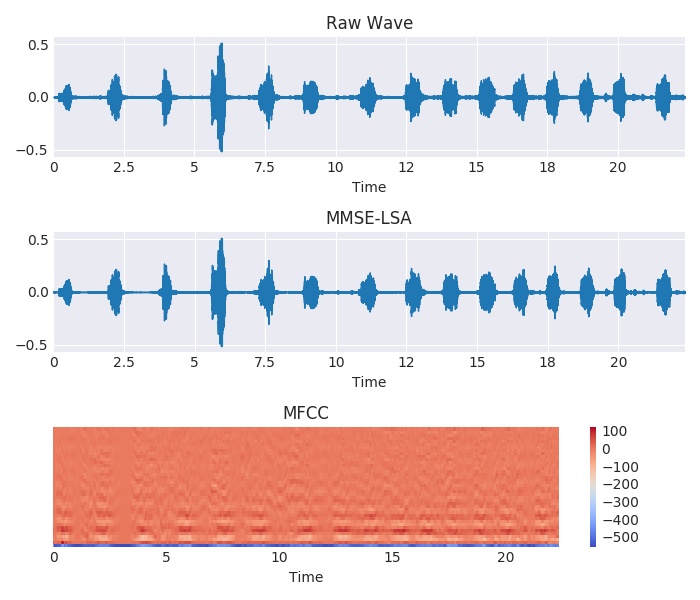 Raw Wave
0.5
0.0
−0.5
0 2.5 5 7.5 10 12 15 18 20
Time
MMSE-LSA
0.5
0.0
−0.5
0 2.5 5 7.5 10 12 15 18 20
Time
MFCC
100
0
−100
−200
−300
−400
−500
0 5 10 15 20
Time